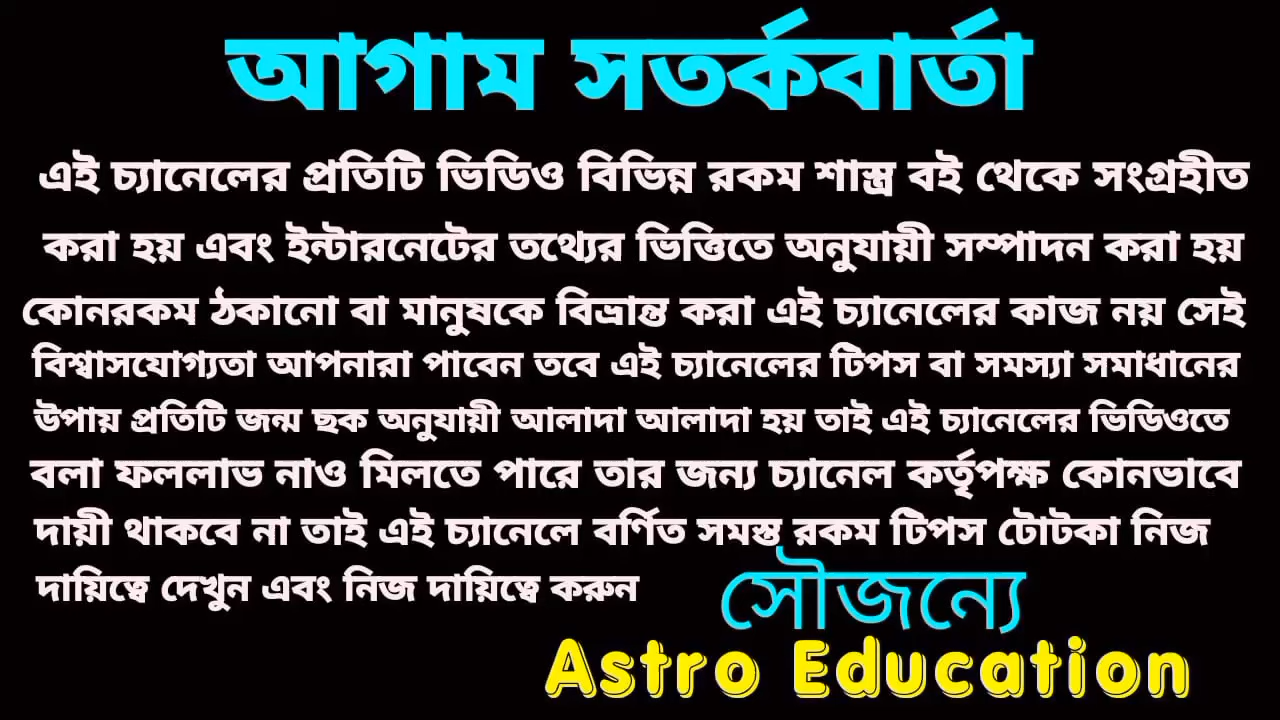 আগাম সতর্কবার্তা
এই চ্যানেলের প্রতিটি ভিডিও বিভিন্ন রকম শাস্ত্র বই থেকে সংগ্রহীত
করা হয় এবং ইন্টারনেটের তথ্যের ভিত্তিতে অনুযায়ী সম্পাদন করা হয়
কোনরকম ঠকানো বা মানুষকে বিভ্রান্ত করা এই চ্যানেলের কাজ নয় সেই
বিশ্বাসযোগ্যতা আপনারা পাবেন তবে এই চ্যানেলের টিপস বা সমস্যা সমাধানের
উপায় প্রতিটি জন্ম ছক অনুযায়ী আলাদা আলাদা হয় তাই এই চ্যানেলের ভিডিওতে
বলা ফললাভ নাও মিলতে পারে তার জন্য চ্যানেল কর্তৃপক্ষ কোনভাবে
দায়ী থাকবে না তাই এই চ্যানেলে বর্ণিত সমস্ত রকম টিপস টোটকা নিজ
দায়িত্বে দেখুন এবং নিজ দায়িত্বে করুন
সৌজন্যে
Astro Education